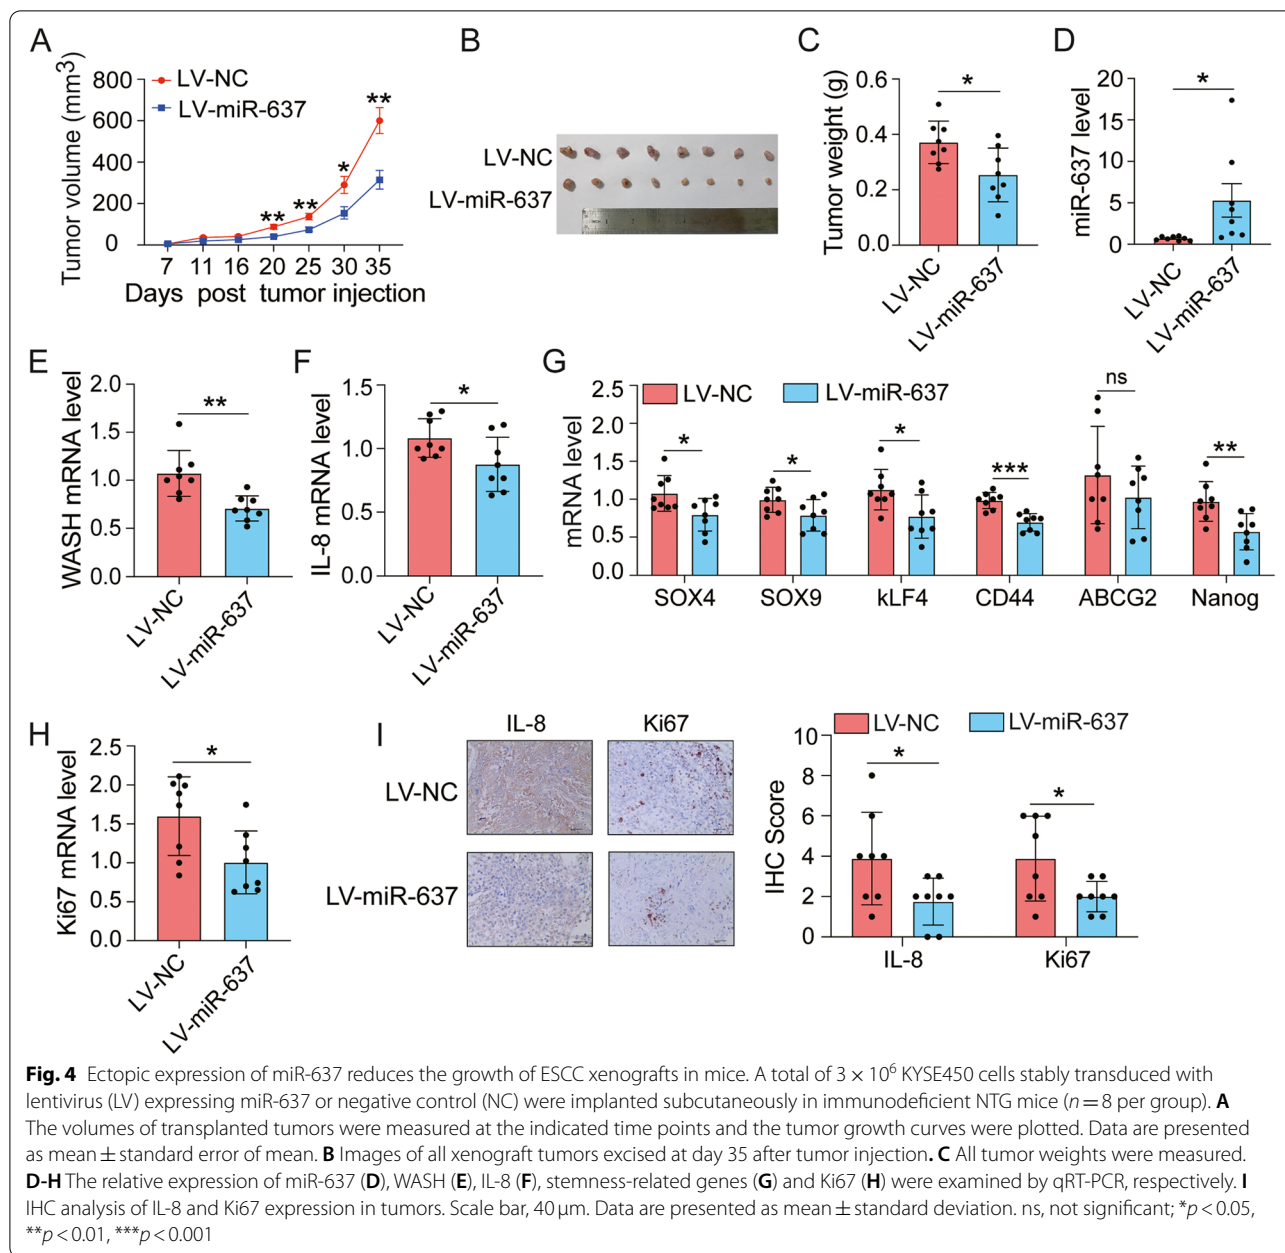 A
Tumor volume (mm³)
800
600
400
200
0
LV-NC
LV-miR-637
**
**
*
**
7 11 16 20 25 30 35
Days post tumor injection
B
LV-NC
LV-miR-637
C
Tumor weight (g)
0.6
0.4
0.2
0.0
*
LV-NC
LV-miR-637
D
miR-637 level
20
15
10
5
0
*
LV-NC
LV-miR-637
E
WASH mRNA level
2.0
1.5
1.0
0.5
0.0
**
LV-NC
LV-miR-637
F
IL-8 mRNA level
1.5
1.0
0.5
0.0
*
LV-NC
LV-miR-637
G
mRNA level
2.5
2.0
1.5
1.0
0.5
0.0
LV-NC LV-miR-637
* * * *** ns **
SOX4 SOX9 kLF4 CD44 ABCG2 Nanog
H
Ki67 mRNA level
2.5
2.0
1.5
1.0
0.5
0.0
*
LV-NC
LV-miR-637
I
IL-8 Ki67
LV-NC
LV-miR-637
LV-NC LV-miR-637
IHC Score
10
8
6
4
2
0
* *
IL-8 Ki67
Fig. 4 Ectopic expression of miR-637 reduces the growth of ESCC xenografts in mice. A total of 3 × 10⁶ KYSE450 cells stably transduced with
lentivirus (LV) expressing miR-637 or negative control (NC) were implanted subcutaneously in immunodeficient NTG mice (n = 8 per group). A
The volumes of transplanted tumors were measured at the indicated time points and the tumor growth curves were plotted. Data are presented
as mean ± standard error of mean. B Images of all xenograft tumors excised at day 35 after tumor injection. C All tumor weights were measured.
D-H The relative expression of miR-637 (D), WASH (E), IL-8 (F), stemness-related genes (G) and Ki67 (H) were examined by qRT-PCR, respectively. I
IHC analysis of IL-8 and Ki67 expression in tumors. Scale bar, 40 μm. Data are presented as mean ± standard deviation. ns, not significant; *p < 0.05,
**p < 0.01, ***p < 0.001